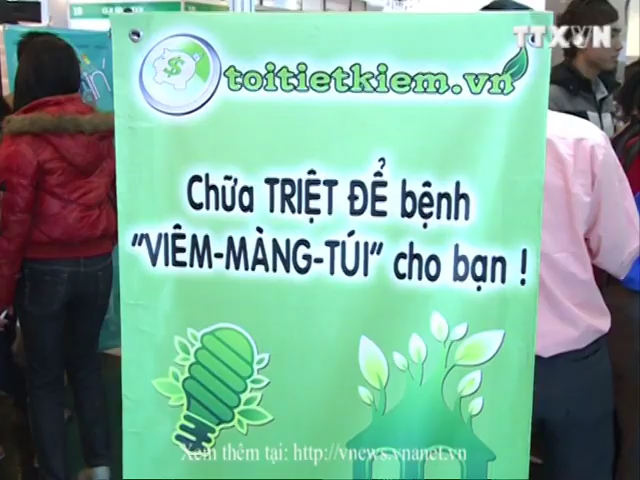 TTXVN
toitietkiem.vn
Chữa TRIỆT ĐỂ bệnh
"VIÊM-MÀNG-TÚI" cho bạn !
Xem thêm tại: http://vnews.vnanet.vn